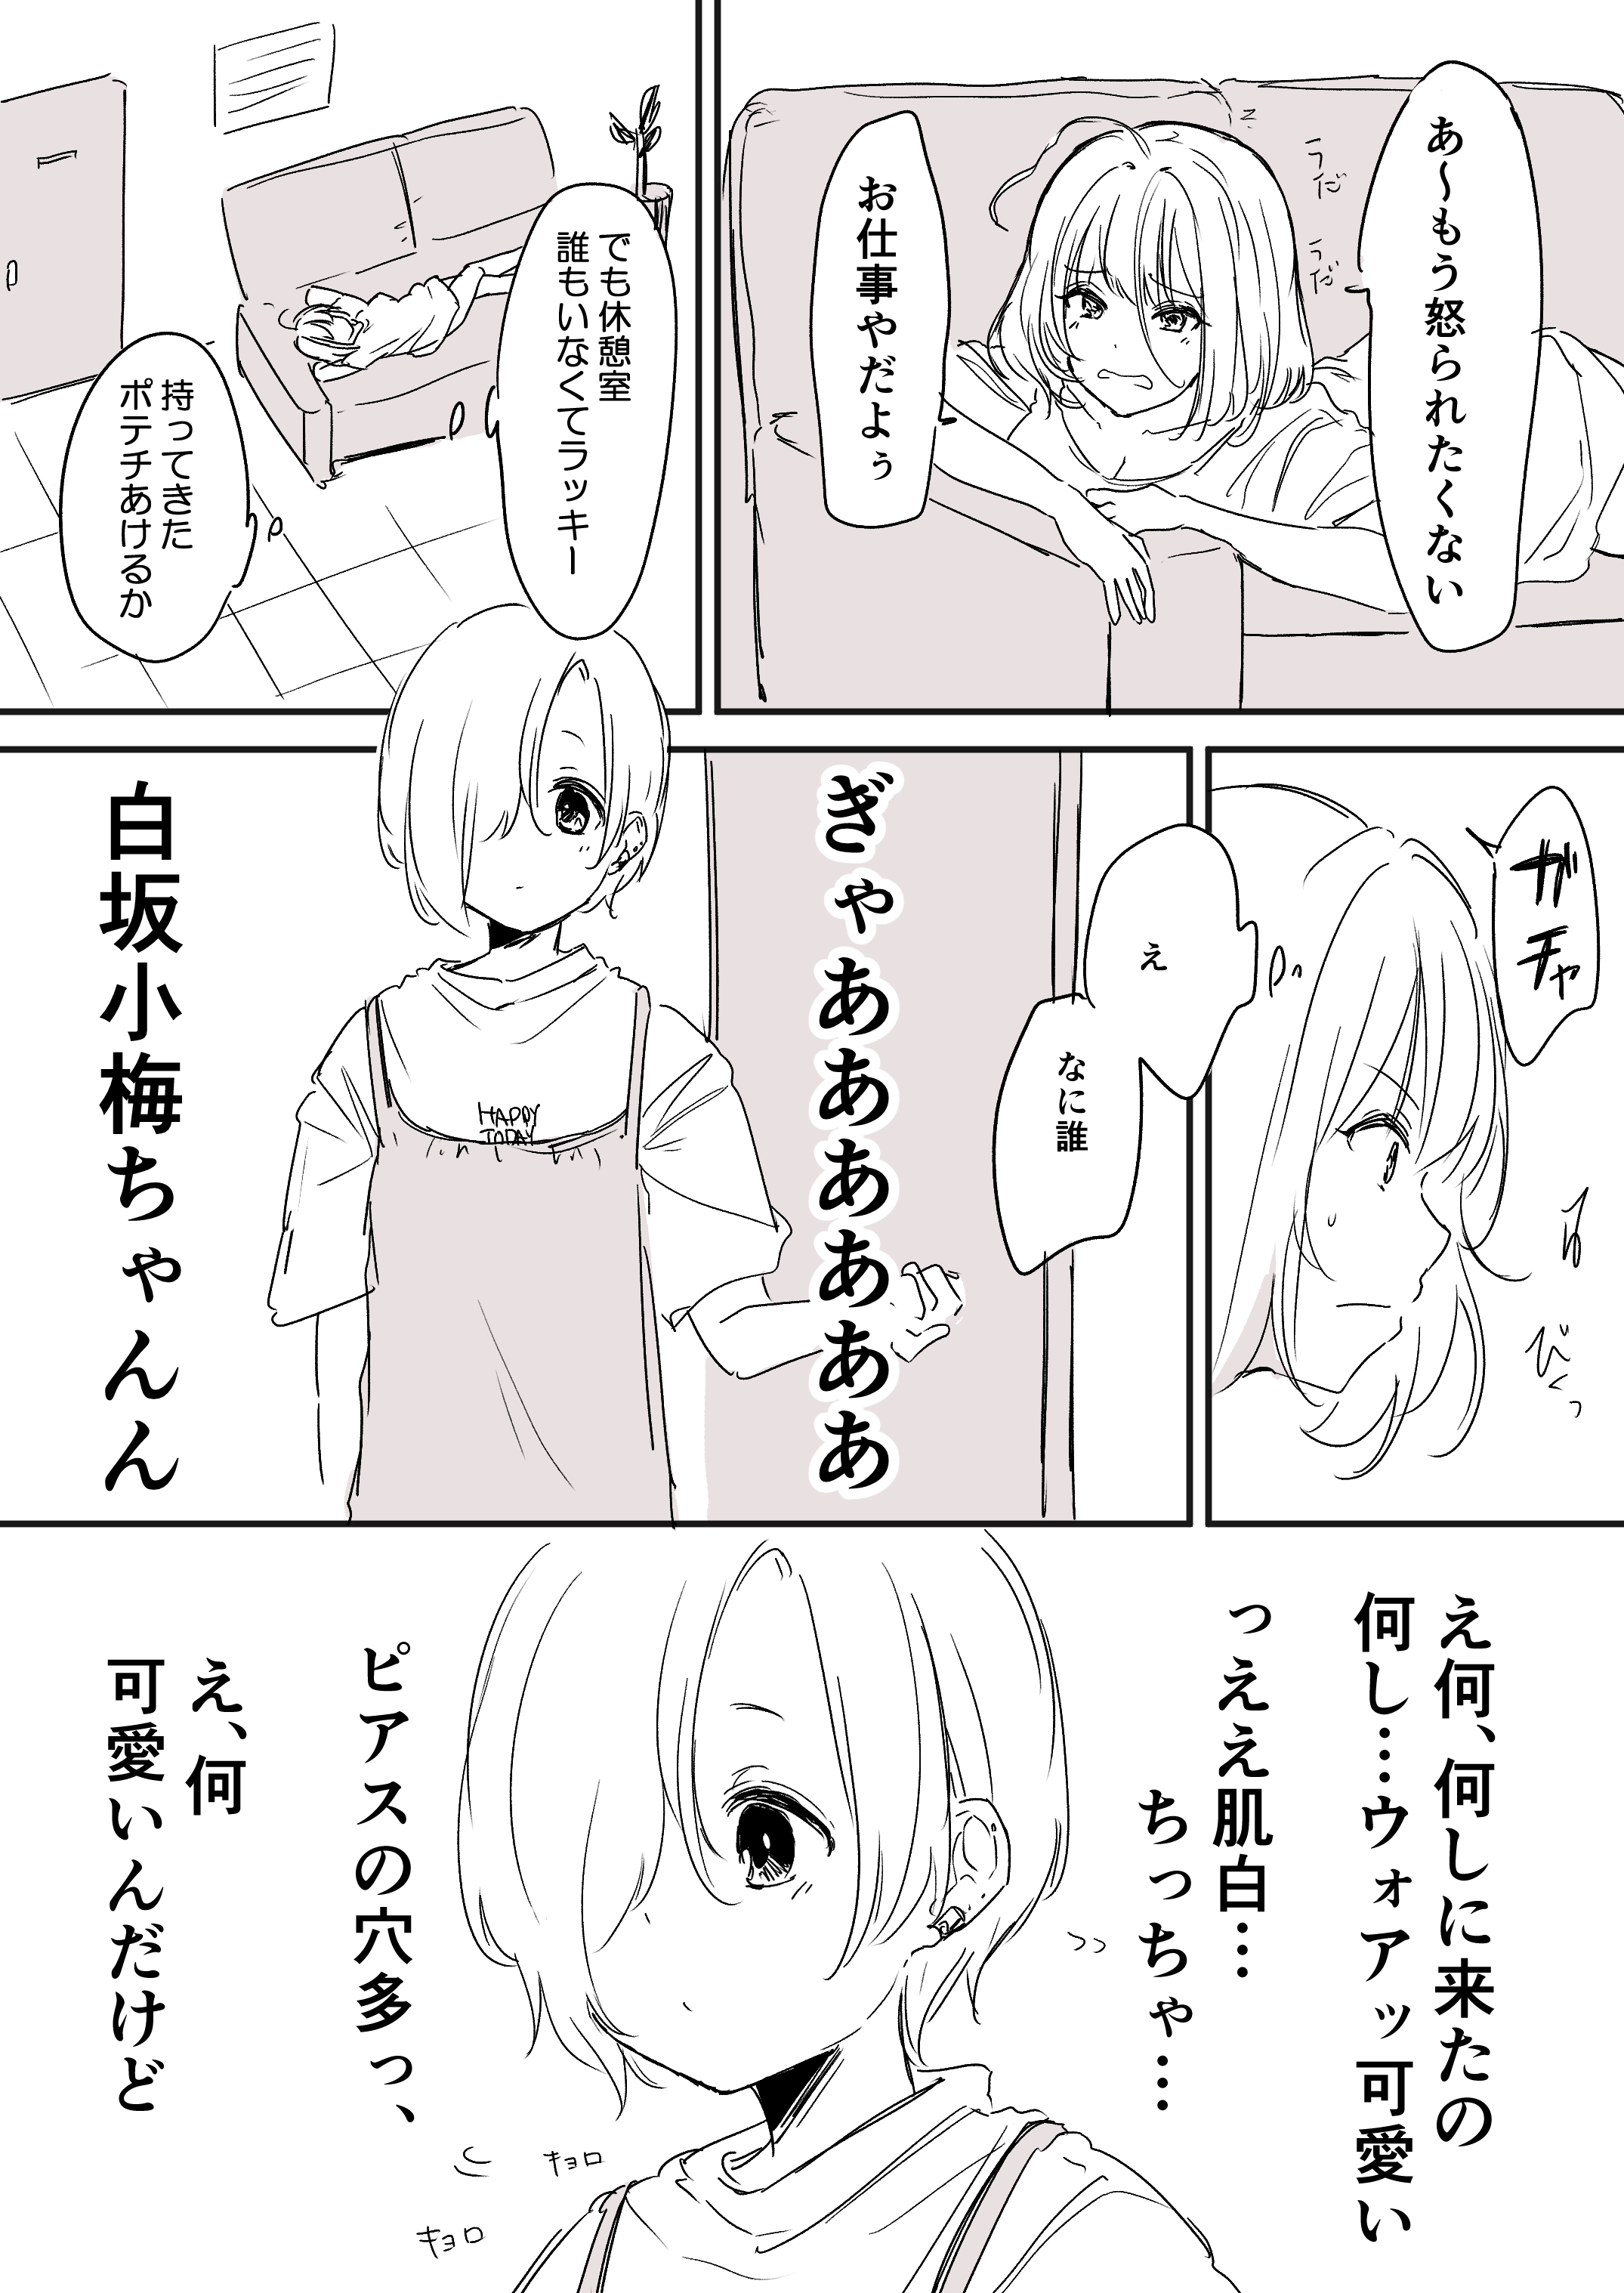 あ～もう怒られたくない
うだ
うだ
お仕事やだよぅ
でも休憩室
誰もいなくてラッキー
持ってきた
ポテチあけるか
ガチャ
びくっ
え
なに誰
ぎゃああああああ
HAPPY
TODAY
白坂小梅ちゃんん
え何、何しに来たの
何し…ウォアッ可愛い
っええ肌白…
ちっちゃ…
キョロ
キョロ
ピアスの穴多っ、
え、何
可愛いんだけど